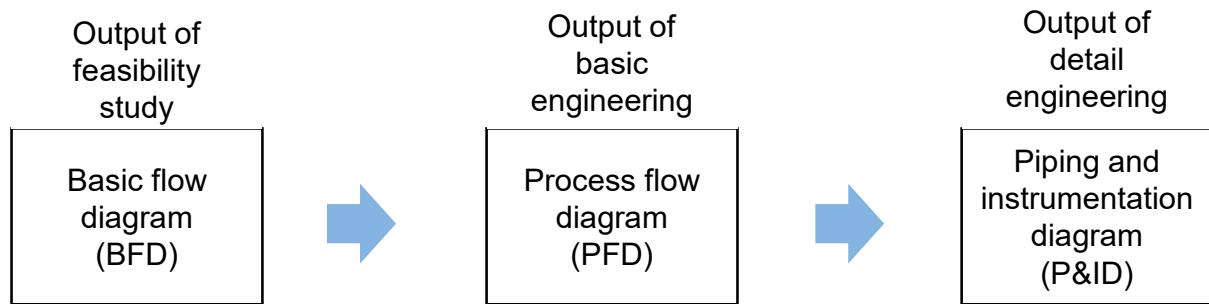 Output of
feasibility
study
Basic flow
diagram
(BFD)
Output of
basic
engineering
Process flow
diagram
(PFD)
Output of
detail
engineering
Piping and
instrumentation
diagram
(P&ID)